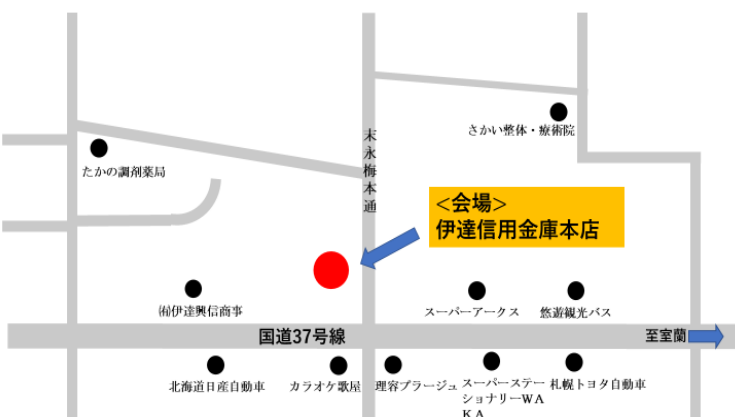 さかい整体・療術院
末永梅本通
たかの調剤薬局
<会場>
伊達信用金庫本店
㈲伊達興信商事
スーパーアークス
悠遊観光バス
国道37号線
至室蘭
北海道日産自動車
カラオケ歌屋
理容プラージュ
スーパーステー
ショナリーWA
KA
札幌トヨタ自動車